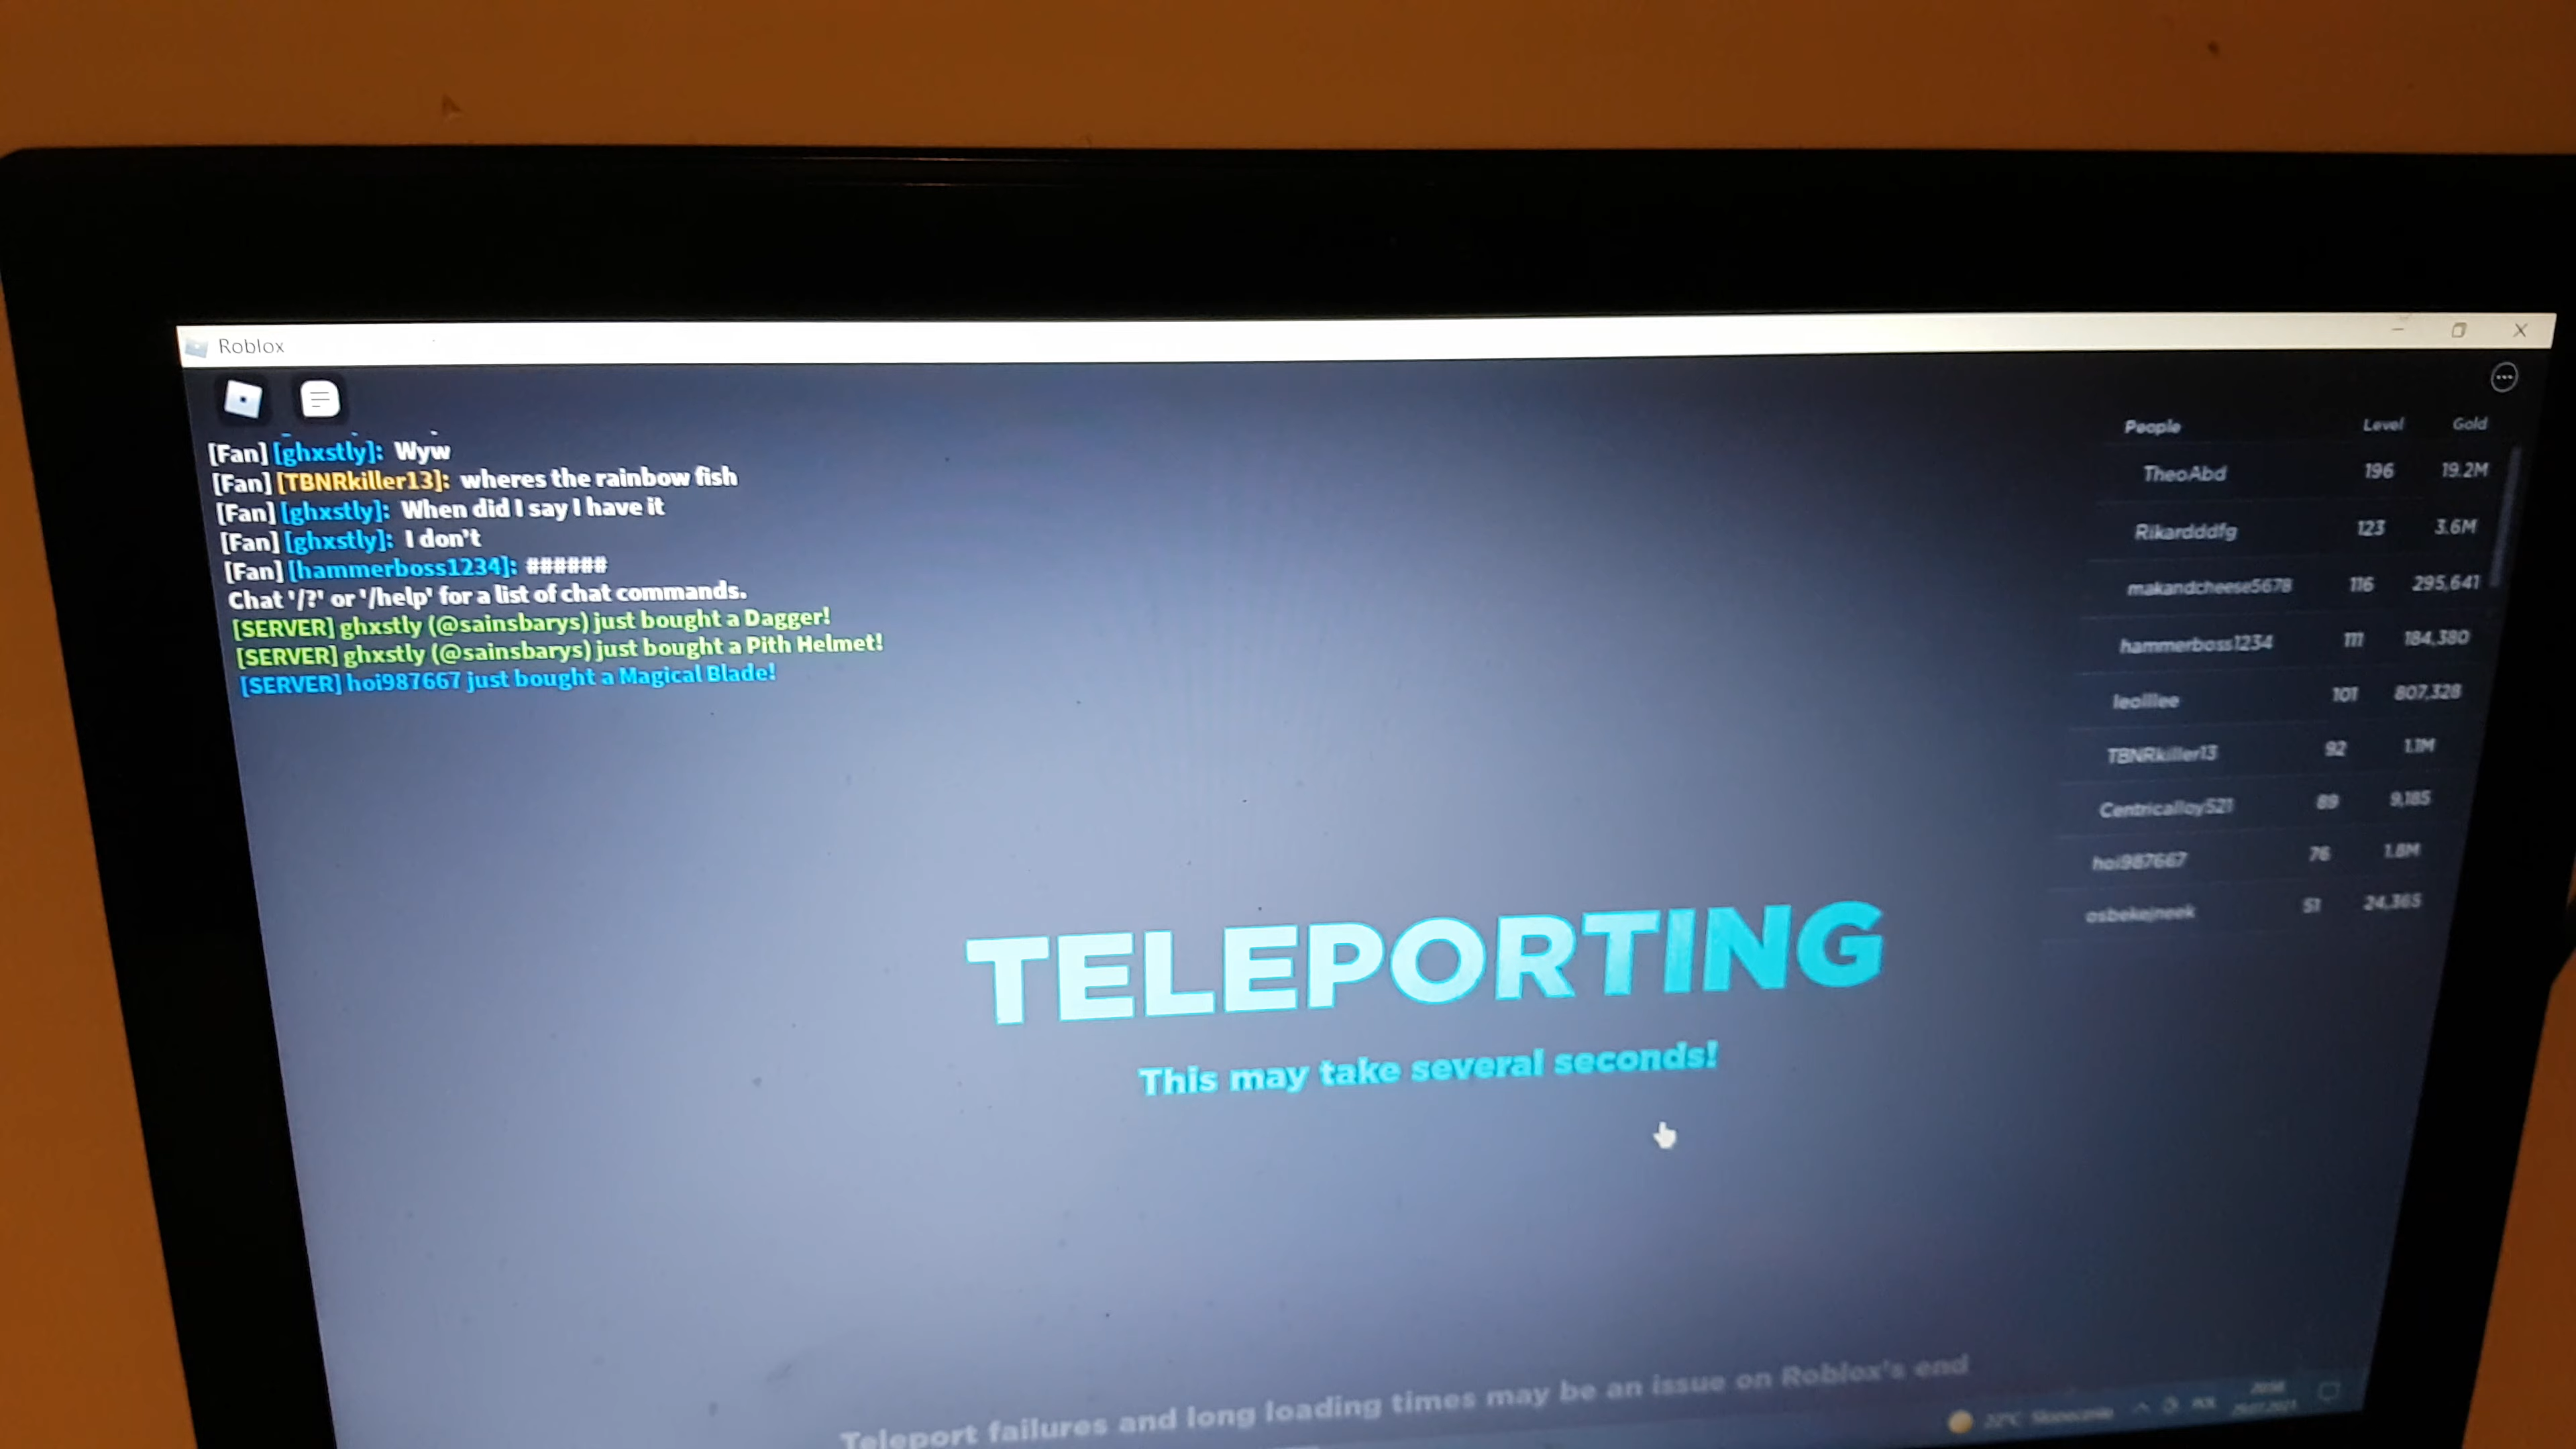 Roblox
[Fan] [ghxstly]: Wyw
[Fan] [TBNRkiller13]: wheres the rainbow fish
[Fan] [ghxstly]: When did I say I have it
[Fan] [ghxstly]: I don't
[Fan] [hammerboss1234]: ######
Chat '/?' or '/help' for a list of chat commands.
[SERVER] ghxstly (@sainsbarys) just bought a Dagger!
[SERVER] ghxstly (@sainsbarys) just bought a Pith Helmet!
[SERVER] hoi987667 just bought a Magical Blade!
People Level Gold
TheoAbd 196 19.2M
Rikardddfg 123 3.6M
makandcheese5678 116 295,641
hammerboss1234 111 184,380
leolllee 101 807,328
TBNRkiller13 92 1.1M
Centricalloy521 89 9,185
hoi987667 76 1.8M
osbekejneek 51 24,365
TELEPORTING
This may take several seconds!
Teleport failures and long loading times may be an issue on Roblox's end
22°C Słonecznie